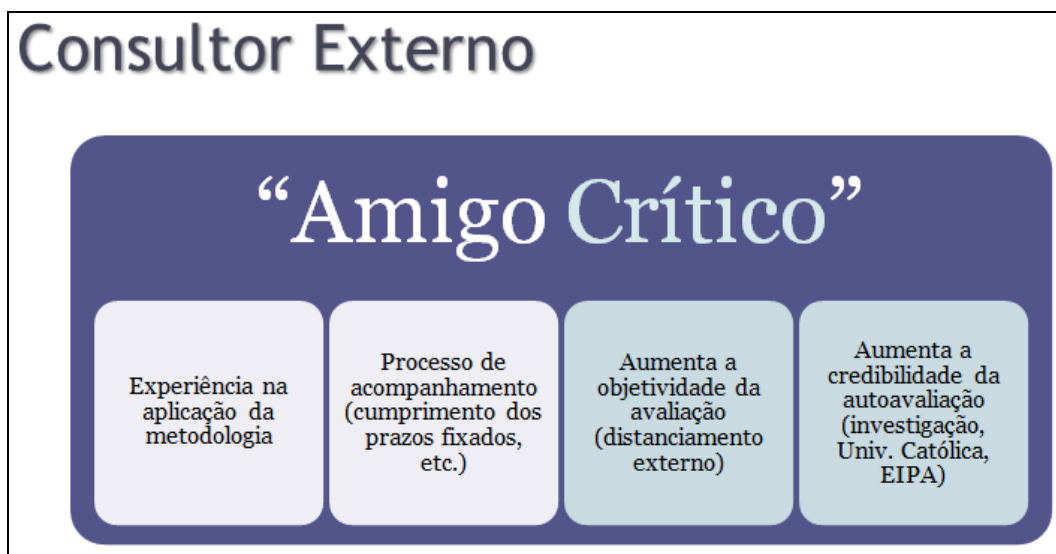 Consultor Externo
“Amigo Crítico”
Experiência na
aplicação da
metodologia
Processo de
acompanhamento
(cumprimento dos
prazos fixados,
etc.)
Aumenta a
objetividade da
avaliação
(distanciamento
externo)
Aumenta a
credibilidade da
autoavaliação
(investigação,
Univ. Católica,
EIPA)